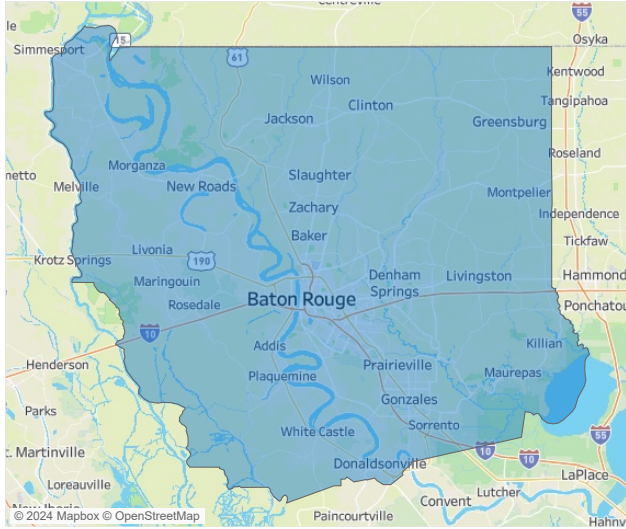 Centreville
55
Osyka
Simmesport
15
61
Kentwood
Wilson
Tangipahoa
Clinton
Jackson
Greensburg
Roseland
Morganza
netto
Melville
New Roads
Slaughter
Montpelier
Zachary
Independence
Baker
Tickfaw
Livonia
Krotz Springs
190
Denham
Springs
Livingston
Hammond
Maringouin
Rosedale
Baton Rouge
Ponchatou
10
Addis
Killian
Henderson
Plaquemine
Prairieville
Maurepas
Gonzales
Parks
White Castle
Sorrento
55
t. Martinville
10
10
Donaldsonville
LaPlace
Loreauville
Lutcher
Convent
New Iberia
Paincourtville
Hahnv
© 2024 Mapbox © OpenStreetMap